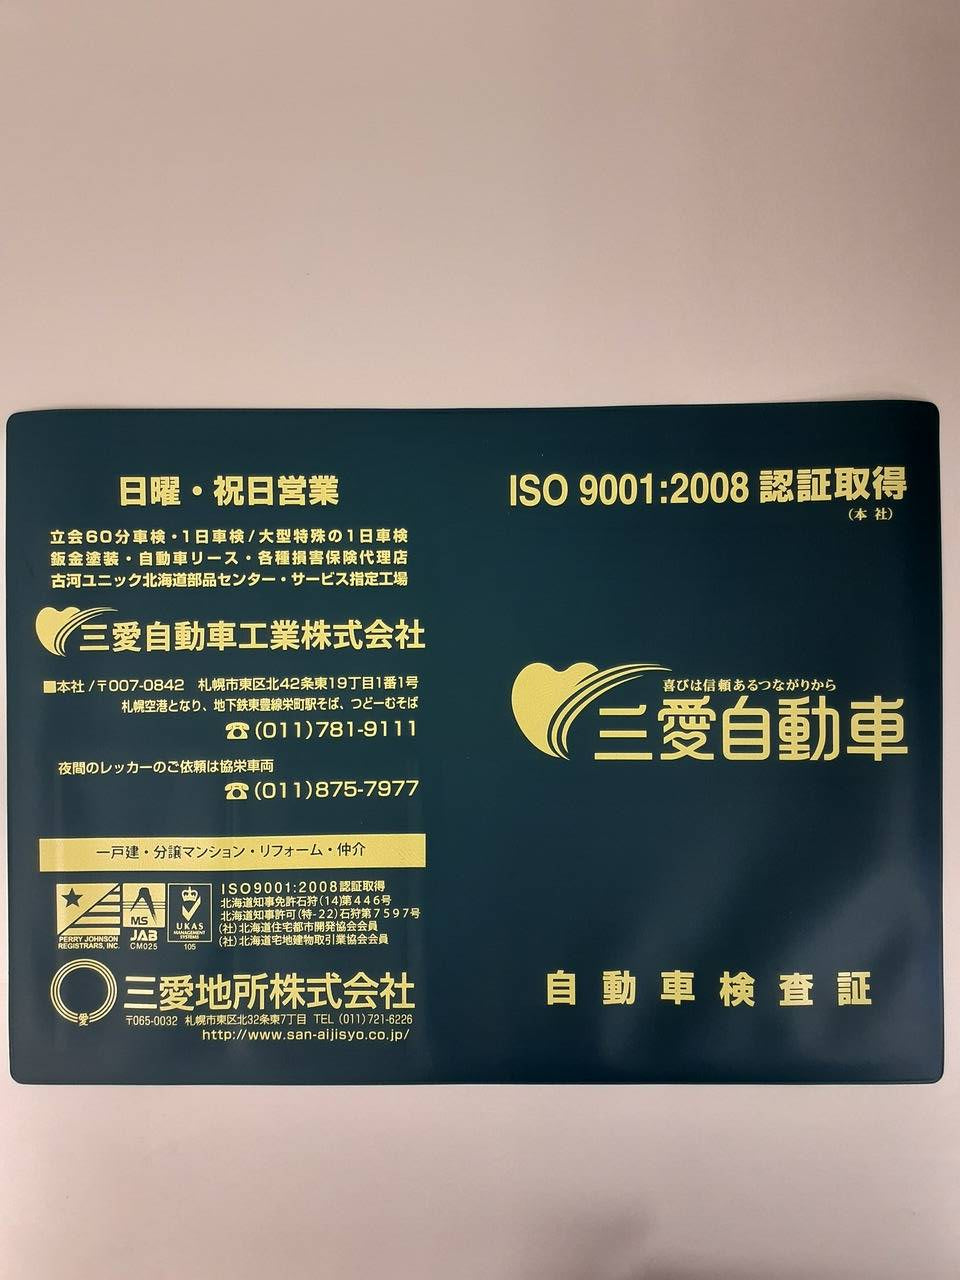 日曜・祝日営業
立会60分車検・1日車検/大型特殊の1日車検
鈑金塗装・自動車リース・各種損害保険代理店
古河ユニック北海道部品センター・サービス指定工場
三愛自動車工業株式会社
■本社/〒007-0842 札幌市東区北42条東19丁目1番1号
札幌空港となり、地下鉄東豊線栄町駅そば、つどーむそば
☎(011)781-9111
夜間のレッカーのご依頼は協栄車両
☎(011)875-7977
一戸建・分譲マンション・リフォーム・仲介
PERRY JOHNSON
REGISTRARS, INC.
MS
JAB
CM025
UKAS
MANAGEMENT
SYSTEMS
105
ISO9001:2008認証取得
北海道知事免許石狩(14)第446号
北海道知事許可(特-22)石狩第7597号
(社)北海道住宅都市開発協会会員
(社)北海道宅地建物取引業協会会員
愛
三愛地所株式会社
〒065-0032 札幌市東区北32条東7丁目 TEL (011)721-6226
http://www.san-aijisyo.co.jp/
ISO 9001:2008 認証取得
(本 社)
喜びは信頼あるつながりから
三愛自動車
自動車検査証